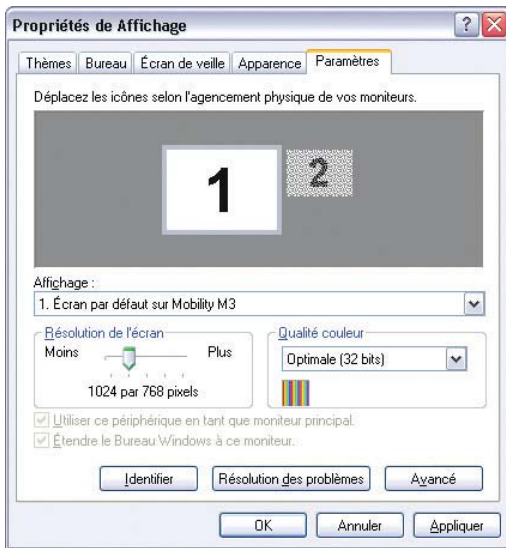 Propriétés de Affichage
Thèmes Bureau Écran de veille Apparence Paramètres
Déplacez les icônes selon l'agencement physique de vos moniteurs.
1 2
Affichage :
1. Écran par défaut sur Mobility M3
Résolution de l'écran Qualité couleur
Moins Plus Optimale (32 bits)
1024 par 768 pixels
Utiliser ce périphérique en tant que moniteur principal.
Étendre le Bureau Windows à ce moniteur.
Identifier Résolution des problèmes Avancé
OK Annuler Appliquer